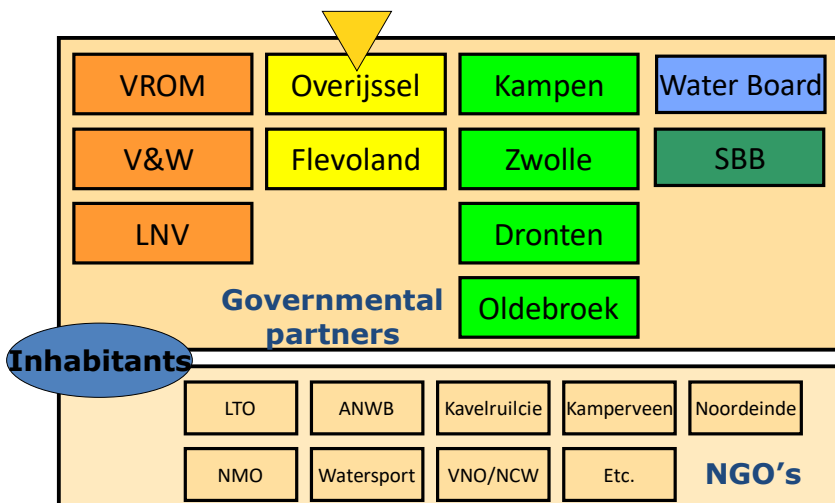 VROM
Overijssel
Kampen
Water Board
V&W
Flevoland
Zwolle
SBB
LNV
Dronten
Governmental
partners
Oldebroek
Inhabitants
LTO
ANWB
Kavelruilcie
Kamperveen
Noordeinde
NMO
Watersport
VNO/NCW
Etc.
NGO's